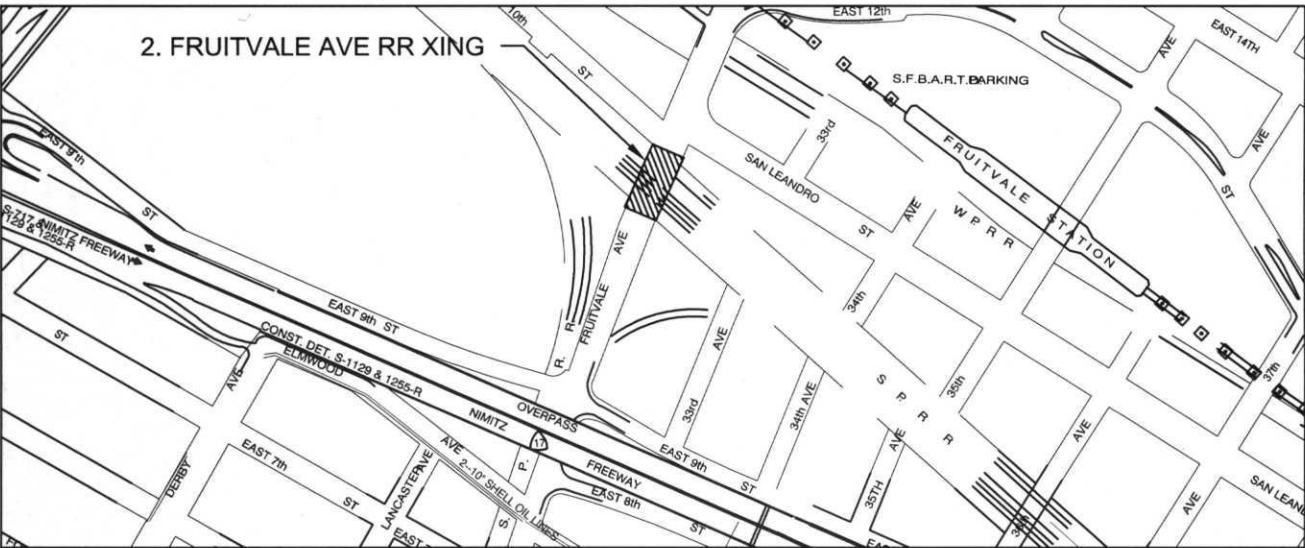 2. FRUITVALE AVE RR XING
10th
ST
EAST 12th
AVE
EAST 14TH
S.F.B.A.R.T.PARKING
AVE
33rd
EAST 9th
ST
SAN LEANDRO
ST
FRUITVALE STATION
AVE
W P R R
ST
S-717 &
1129 & 1255-R
NIMITZ FREEWAY
AVE
FRUITVALE
R. R.
34th
EAST 9th ST
AVE
CONST. DET. S-1129 & 1255-R
ELMWOOD
ST
AVE
33rd
34th AVE
S P R R
35th
37th
OVERPASS
NIMITZ
17
FREEWAY
EAST 9th
ST
AVE
35TH
AVE
AVE
SAN LEAN
EAST 7th
ST
DERBY
LANCASTER
AVE
AVE
2--10" SHELL OIL LINES
S. P.
EAST 8th
ST
36th
EAST